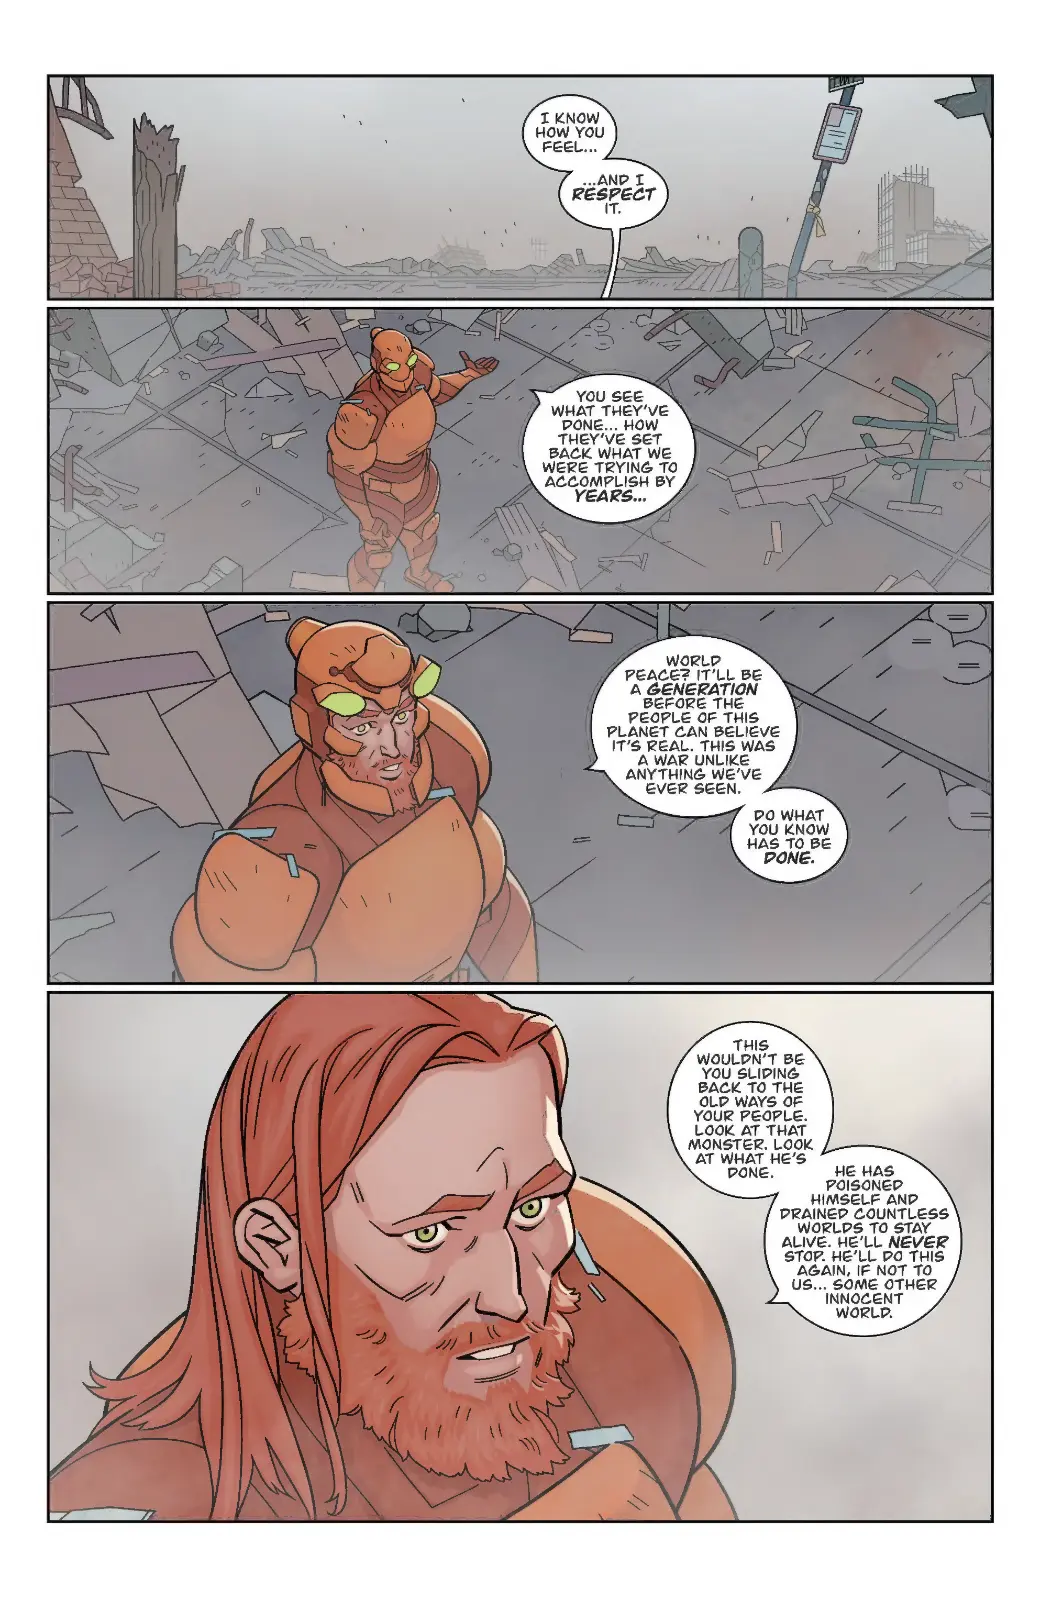 I KNOW
HOW YOU
FEEL...
...AND I
RESPECT
IT.
YOU SEE
WHAT THEY'VE
DONE... HOW
THEY'VE SET
BACK WHAT WE
WERE TRYING TO
ACCOMPLISH BY
YEARS...
WORLD
PEACE? IT'LL BE
A GENERATION
BEFORE THE
PEOPLE OF THIS
PLANET CAN BELIEVE
IT'S REAL. THIS WAS
A WAR UNLIKE
ANYTHING WE'VE
EVER SEEN.
DO WHAT
YOU KNOW
HAS TO BE
DONE.
THIS
WOULDN'T BE
YOU SLIDING
BACK TO THE
OLD WAYS OF
YOUR PEOPLE.
LOOK AT THAT
MONSTER. LOOK
AT WHAT HE'S
DONE.
HE HAS
POISONED
HIMSELF AND
DRAINED COUNTLESS
WORLDS TO STAY
ALIVE. HE'LL NEVER
STOP. HE'LL DO THIS
AGAIN, IF NOT TO
US... SOME OTHER
INNOCENT
WORLD.